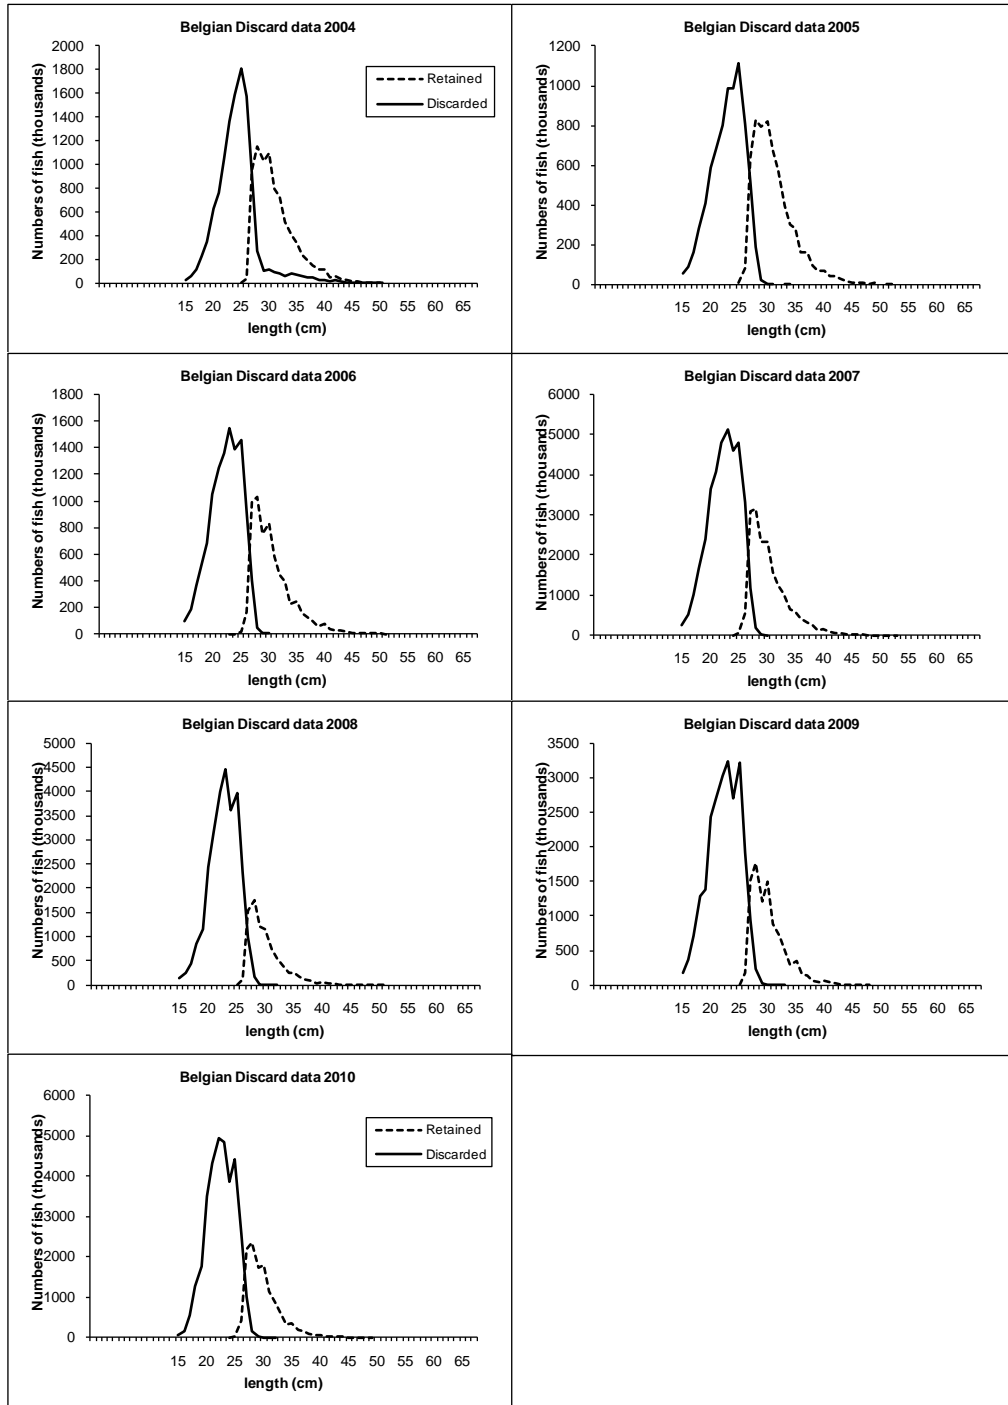 Belgian Discard data 2004
Numbers of fish (thousands)
2000
1800
1600
1400
1200
1000
800
600
400
200
0
Retained
Discarded
15 20 25 30 35 40 45 50 55 60 65
length (cm)
Belgian Discard data 2005
Numbers of fish (thousands)
1200
1000
800
600
400
200
0
15 20 25 30 35 40 45 50 55 60 65
length (cm)
Belgian Discard data 2006
Numbers of fish (thousands)
1800
1600
1400
1200
1000
800
600
400
200
0
15 20 25 30 35 40 45 50 55 60 65
length (cm)
Belgian Discard data 2007
Numbers of fish (thousands)
6000
5000
4000
3000
2000
1000
0
15 20 25 30 35 40 45 50 55 60 65
length (cm)
Belgian Discard data 2008
Numbers of fish (thousands)
5000
4500
4000
3500
3000
2500
2000
1500
1000
500
0
15 20 25 30 35 40 45 50 55 60 65
length (cm)
Belgian Discard data 2009
Numbers of fish (thousands)
3500
3000
2500
2000
1500
1000
500
0
15 20 25 30 35 40 45 50 55 60 65
length (cm)
Belgian Discard data 2010
Numbers of fish (thousands)
6000
5000
4000
3000
2000
1000
0
Retained
Discarded
15 20 25 30 35 40 45 50 55 60 65
length (cm)